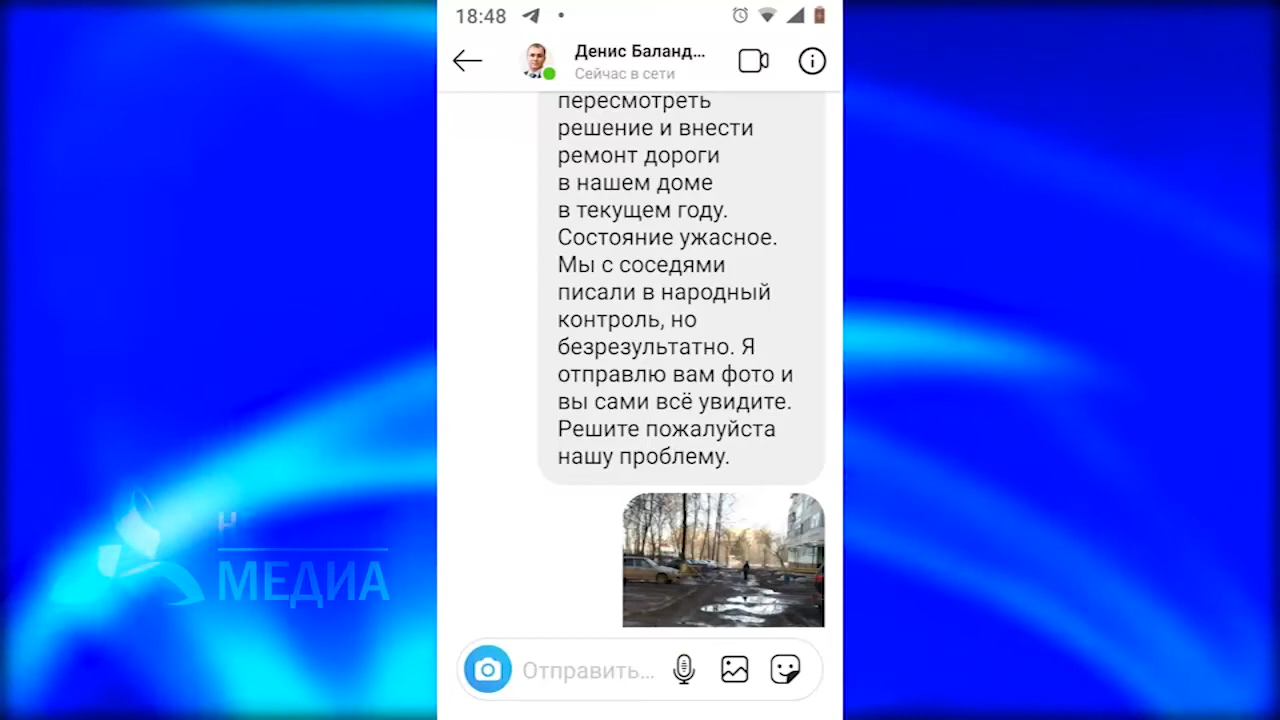 18:48
Денис Баланд...
Сейчас в сети
пересмотреть
решение и внести
ремонт дороги
в нашем доме
в текущем году.
Состояние ужасное.
Мы с соседями
писали в народный
контроль, но
безрезультатно. Я
отправлю вам фото и
вы сами всё увидите.
Решите пожалуйста
нашу проблему.
Н
МЕДИА
Отправить...